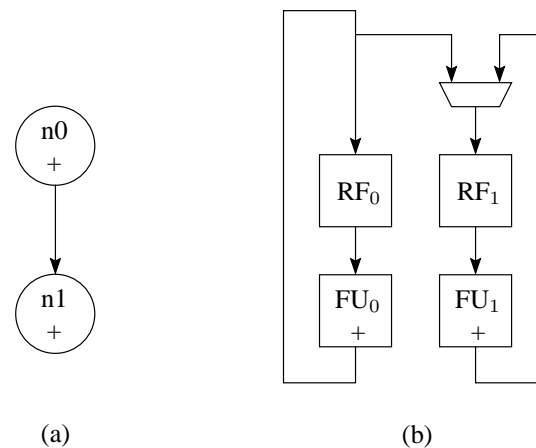 n0
+
n1
+
(a)
RF₀
RF₁
FU₀
+
FU₁
+
(b)